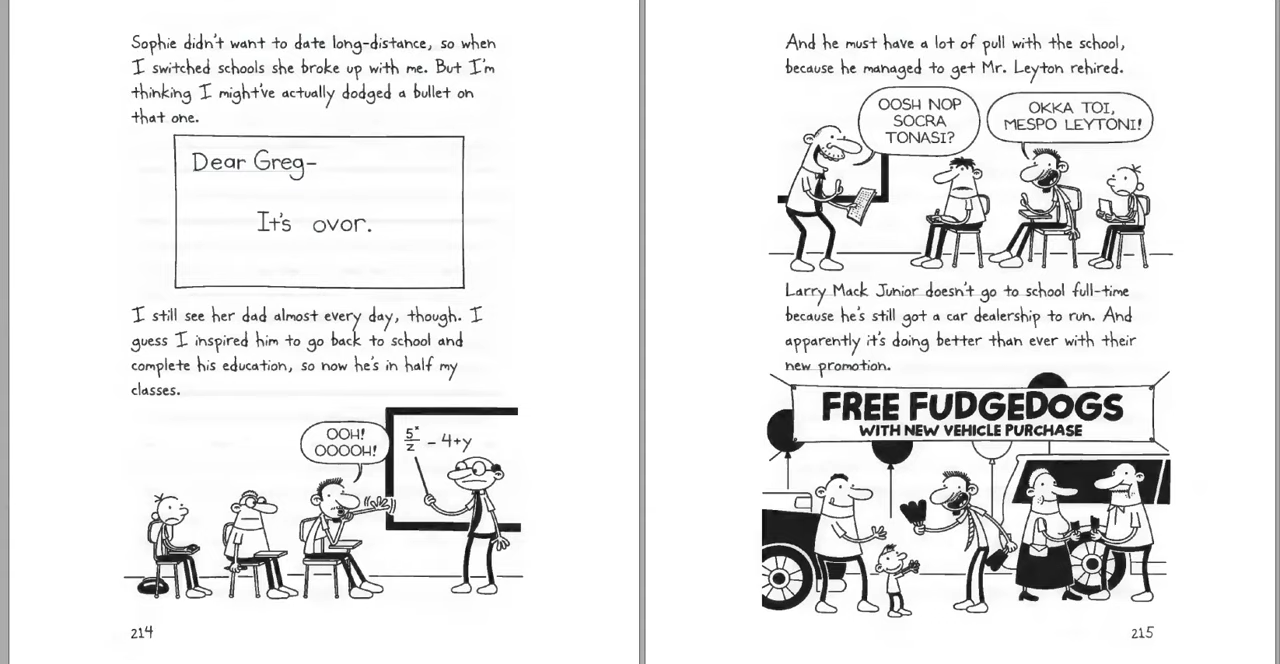 Sophie didn't want to date long-distance, so when
I switched schools she broke up with me. But I'm
thinking I might've actually dodged a bullet on
that one.
Dear Greg-
It's ovor.
I still see her dad almost every day, though. I
guess I inspired him to go back to school and
complete his education, so now he's in half my
classes.
OOH!
OOOOH!
5ˣ/z - 4+y
214
And he must have a lot of pull with the school,
because he managed to get Mr. Leyton rehired.
OOSH NOP
SOCRA
TONASI?
OKKA TOI,
MESPO LEYTONI!
Larry Mack Junior doesn't go to school full-time
because he's still got a car dealership to run. And
apparently it's doing better than ever with their
new promotion.
FREE FUDGEDOGS
WITH NEW VEHICLE PURCHASE
215